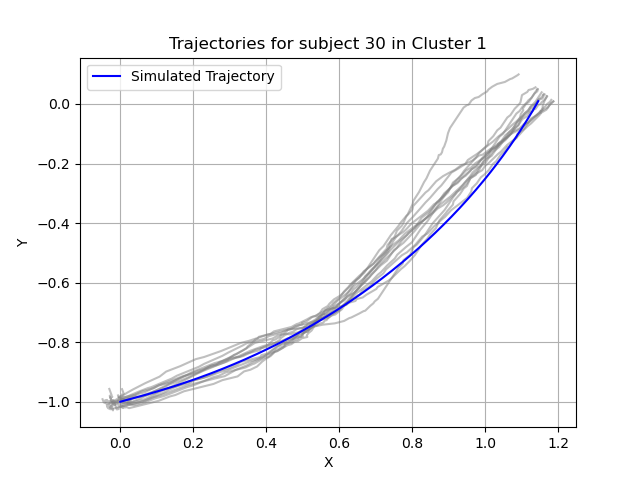 Trajectories for subject 30 in Cluster 1
Simulated Trajectory
0.0
−0.2
−0.4
−0.6
−0.8
−1.0
Y
0.0 0.2 0.4 0.6 0.8 1.0 1.2
X